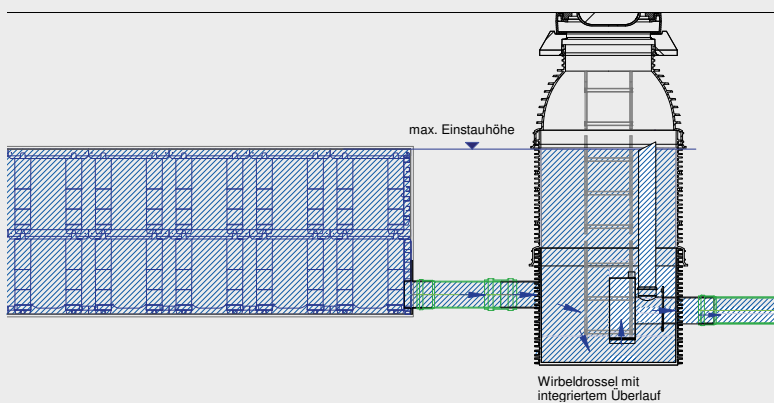 max. Einstauhöhe
Wirbeldrossel mit
integriertem Überlauf